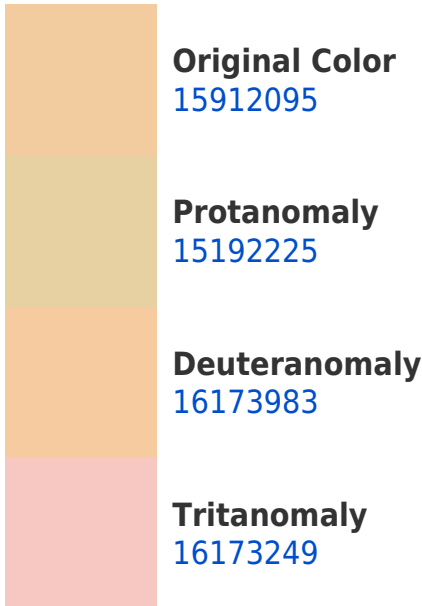 Original Color
15912095
Protanomaly
15192225
Deuteranomaly
16173983
Tritanomaly
16173249